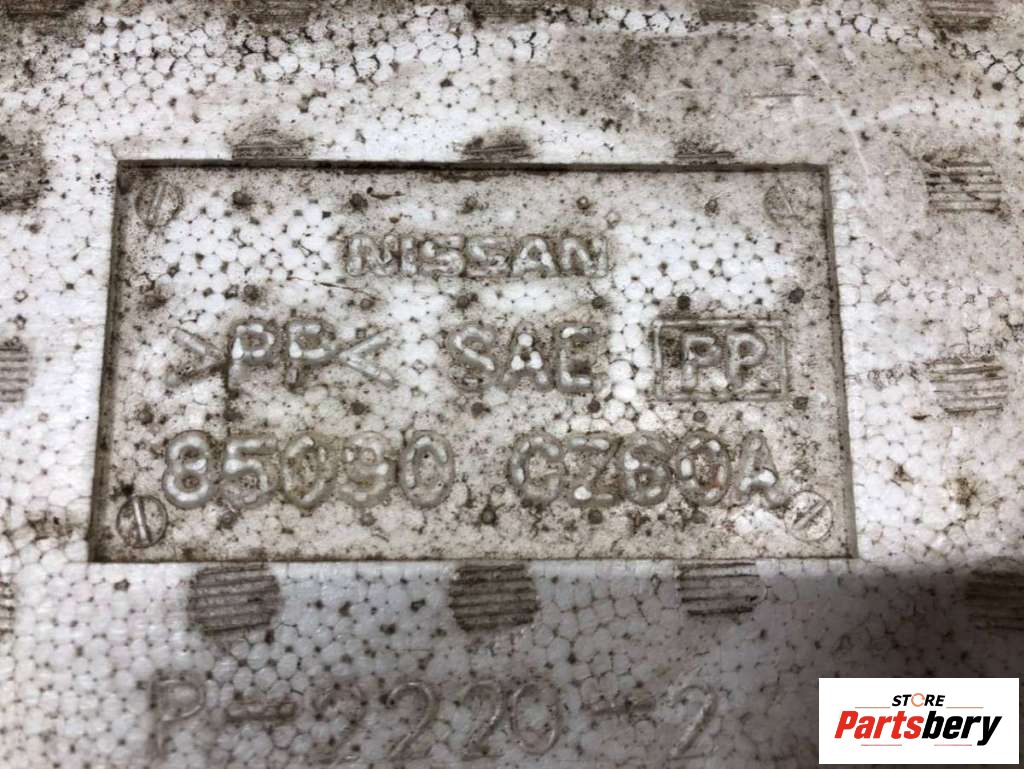 NISSAN
>PP< SAE PP
85090 CZ60A
P-2220-2
STORE
Partsbery